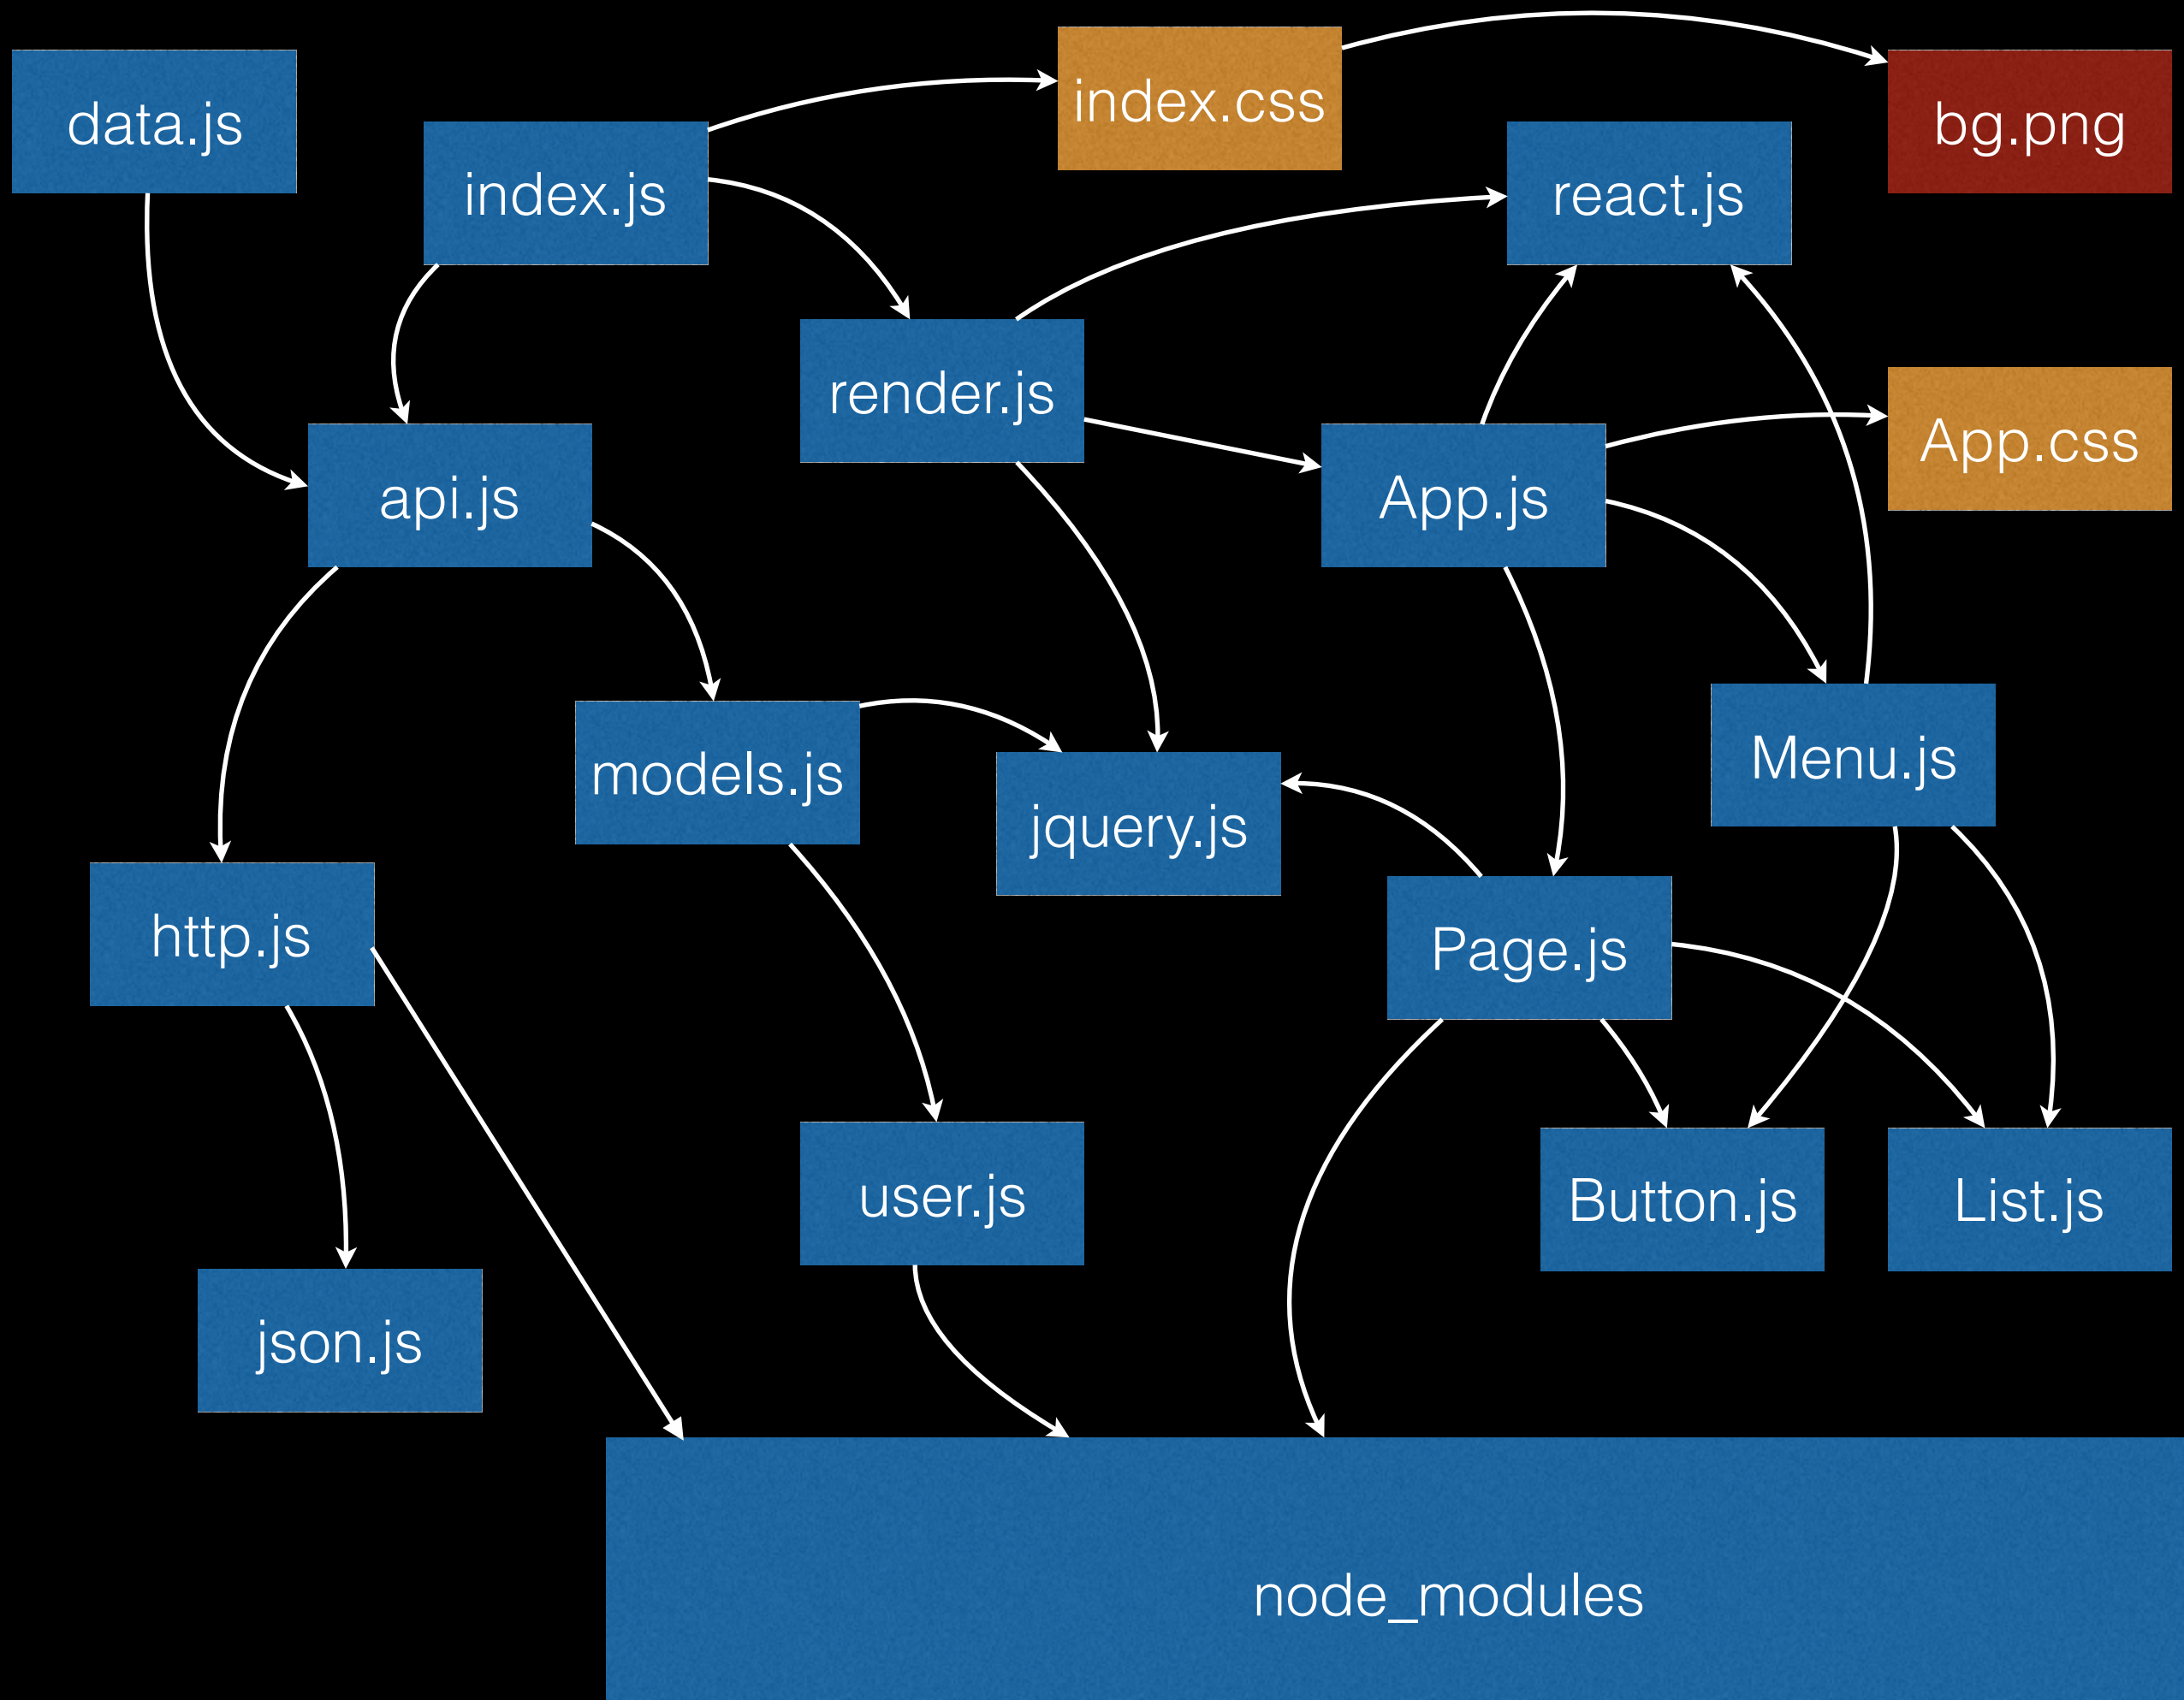 data.js
index.js
index.css
bg.png
react.js
render.js
App.css
api.js
App.js
models.js
jquery.js
Menu.js
http.js
Page.js
user.js
Button.js
List.js
json.js
node_modules